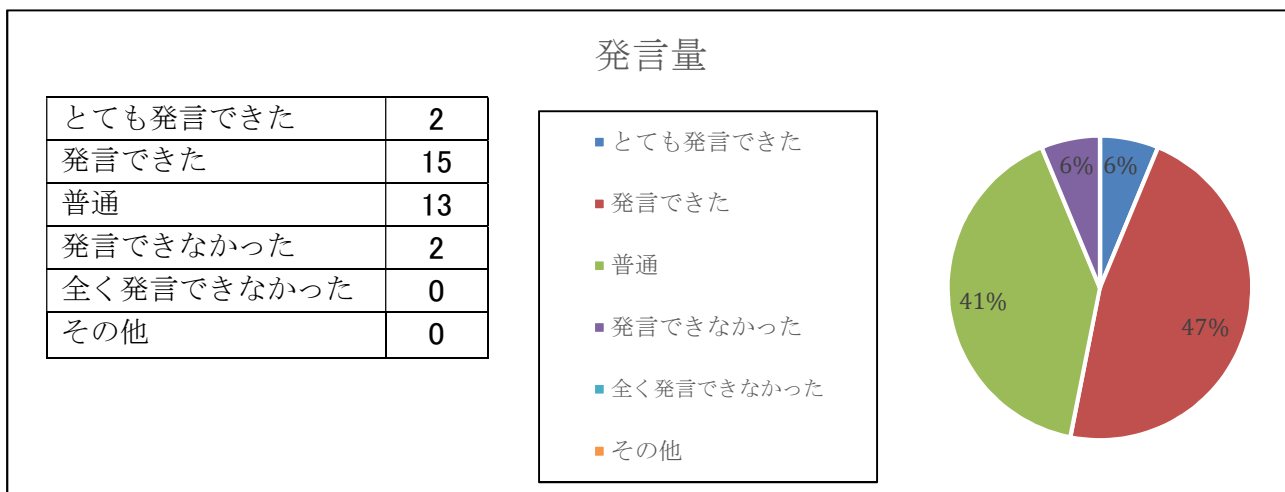 発言量
とても発言できた 2
発言できた 15
普通 13
発言できなかった 2
全く発言できなかった 0
その他 0
とても発言できた
発言できた
普通
発言できなかった
全く発言できなかった
その他
6% 6%
41%
47%